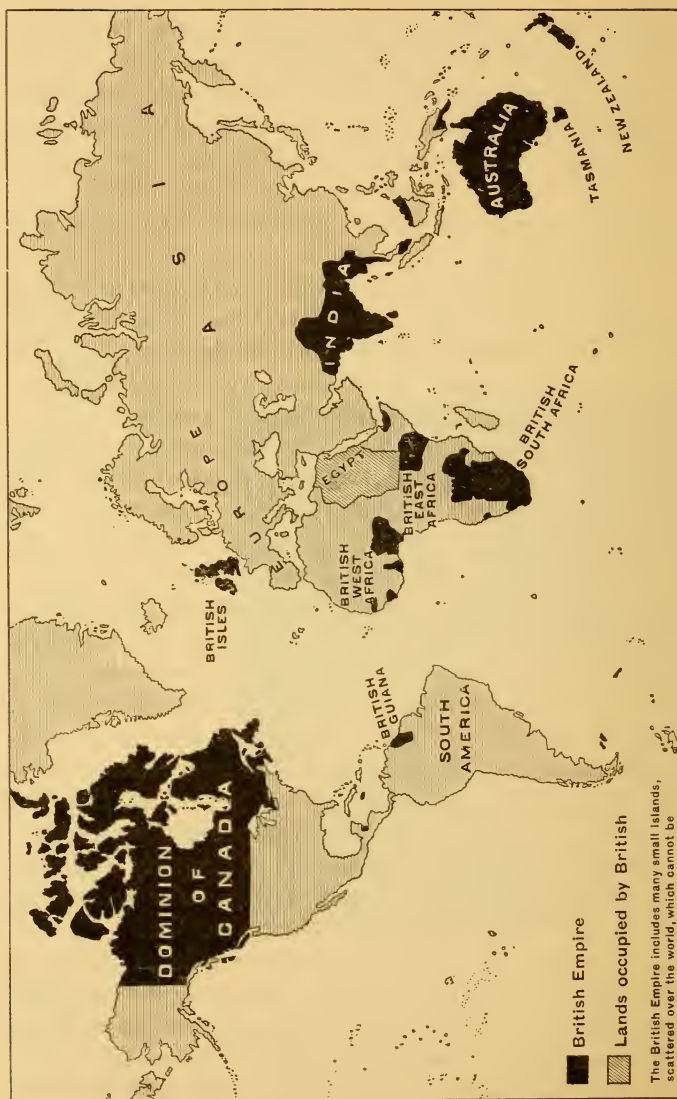 DOMINION
OF
CANADA
BRITISH
GUIANA
SOUTH
AMERICA
BRITISH
ISLES
EUROPE
ASIA
EGYPT
BRITISH
WEST
AFRICA
BRITISH
EAST
AFRICA
BRITISH
SOUTH AFRICA
INDIA
AUSTRALIA
TASMANIA
NEW ZEALAND
British Empire
Lands occupied by British
The British Empire includes many small islands,
scattered over the world, which cannot be